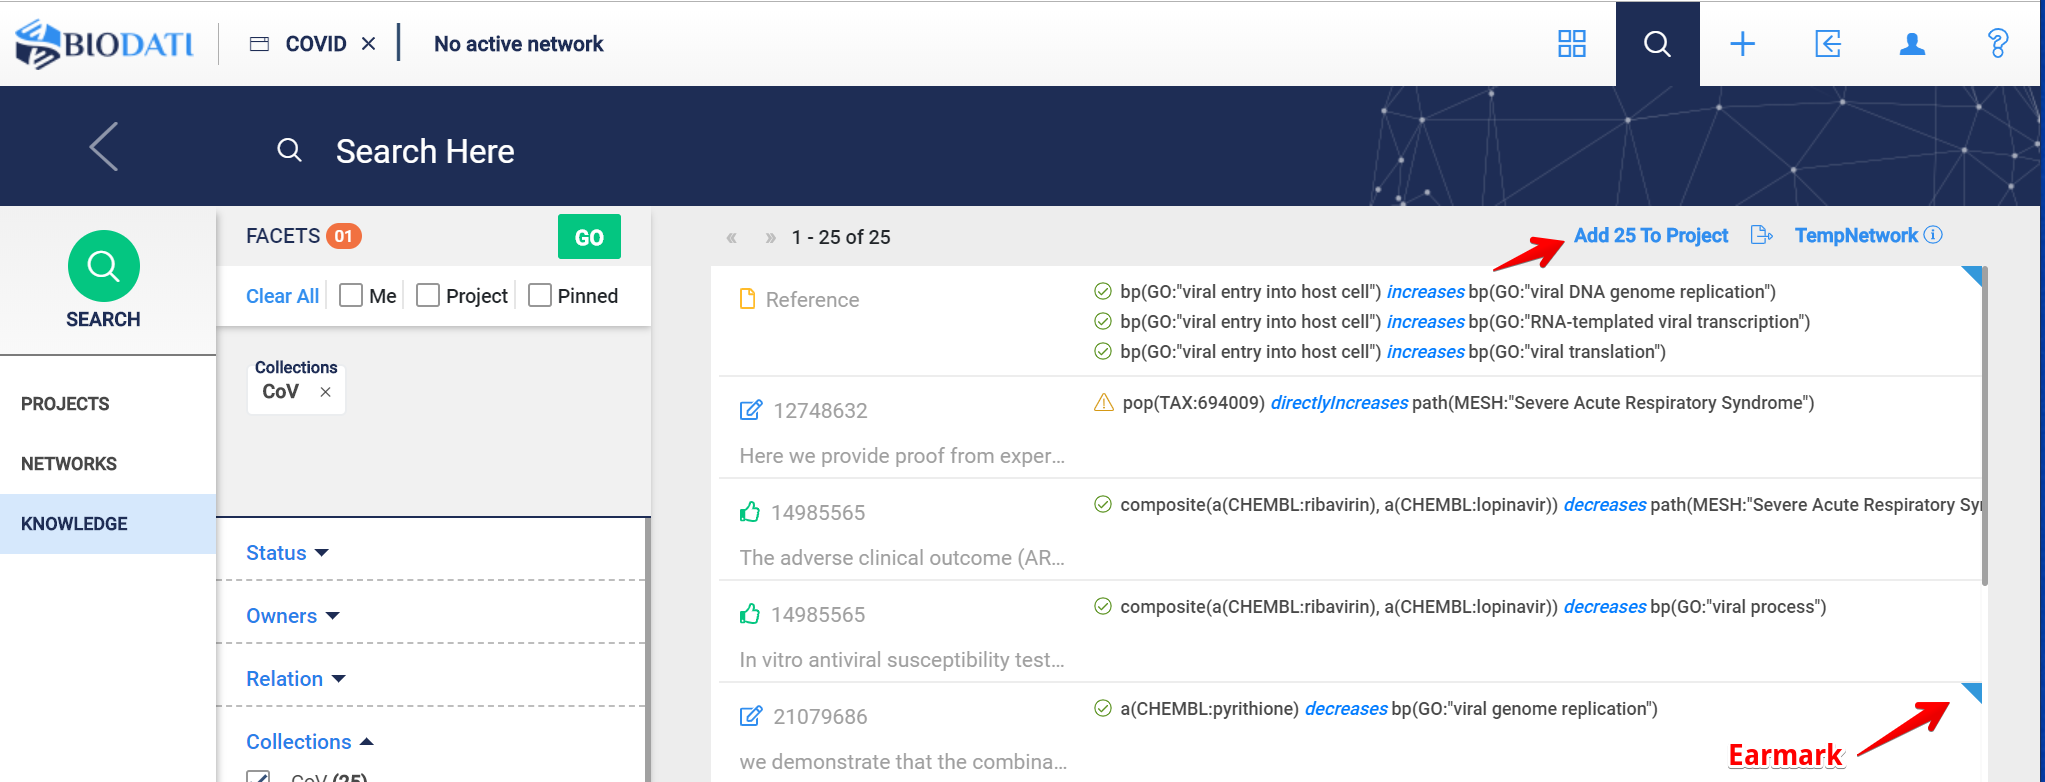 BIODATI
COVID
No active network
Search Here
SEARCH
PROJECTS
NETWORKS
KNOWLEDGE
FACETS 01
GO
Clear All
Me
Project
Pinned
Collections
CoV ×
Status
Owners
Relation
Collections
CoV (25)
« » 1 - 25 of 25
Add 25 To Project
TempNetwork
Reference
bp(GO:"viral entry into host cell") increases bp(GO:"viral DNA genome replication")
bp(GO:"viral entry into host cell") increases bp(GO:"RNA-templated viral transcription")
bp(GO:"viral entry into host cell") increases bp(GO:"viral translation")
12748632
pop(TAX:694009) directlyIncreases path(MESH:"Severe Acute Respiratory Syndrome")
Here we provide proof from exper...
14985565
composite(a(CHEMBL:ribavirin), a(CHEMBL:lopinavir)) decreases path(MESH:"Severe Acute Respiratory Sy
The adverse clinical outcome (AR...
14985565
composite(a(CHEMBL:ribavirin), a(CHEMBL:lopinavir)) decreases bp(GO:"viral process")
In vitro antiviral susceptibility test...
21079686
a(CHEMBL:pyrithione) decreases bp(GO:"viral genome replication")
we demonstrate that the combina...
Earmark